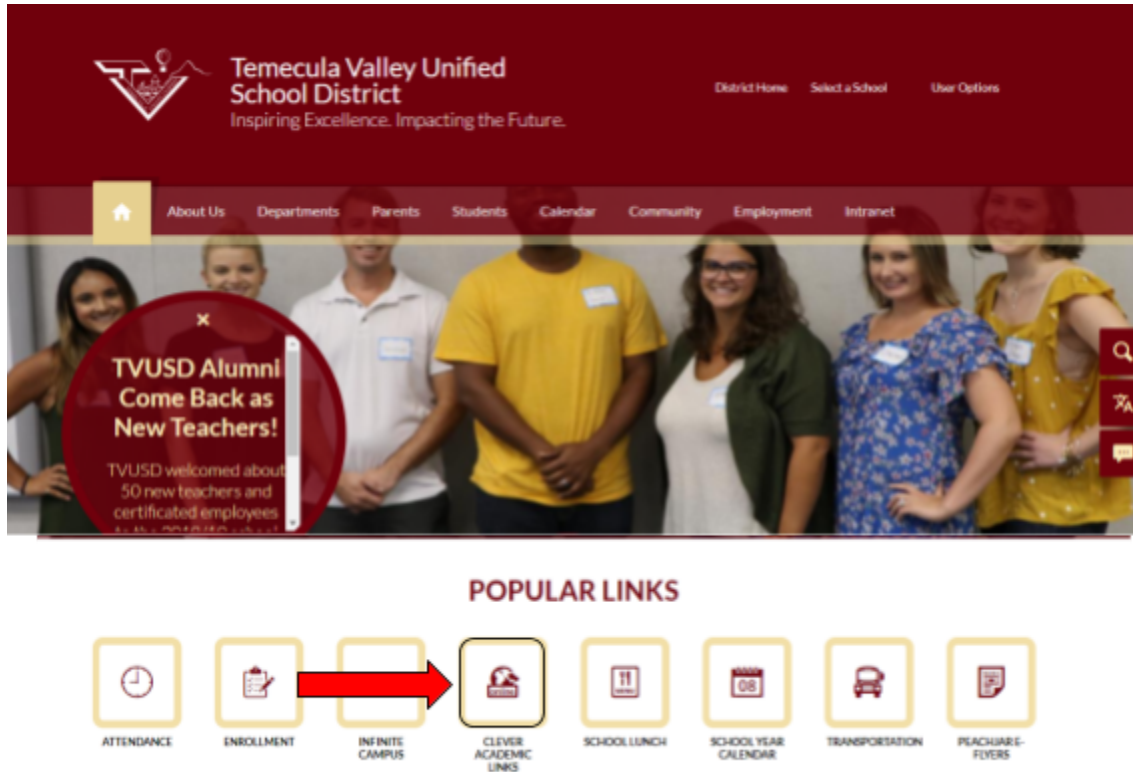 Temecula Valley Unified
School District
Inspiring Excellence. Impacting the Future.
District Home Select a School User Options
About Us Departments Parents Students Calendar Community Employment Intranet
TVUSD Alumni
Come Back as
New Teachers!
TVUSD welcomed about
50 new teachers and
certificated employees
POPULAR LINKS
08
ATTENDANCE
ENROLLMENT
INFINITE
CAMPUS
CLEVER
ACADEMIC
LINKS
SCHOOL LUNCH
SCHOOL YEAR
CALENDAR
TRANSPORTATION
PEACHJAR E-
FLYERS